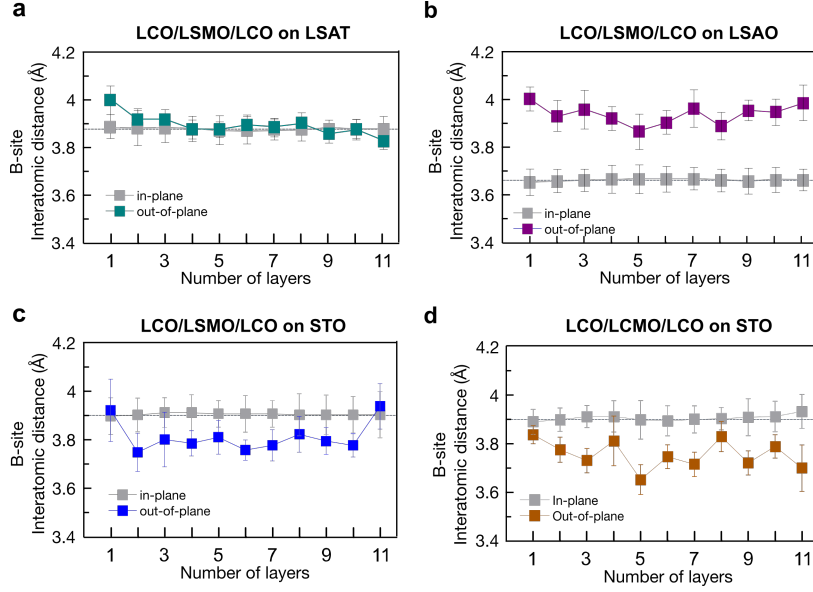 a
LCO/LSMO/LCO on LSAT
B-site
Interatomic distance (Å)
4.2
4
3.8
3.6
3.4
in-plane
out-of-plane
1 3 5 7 9 11
Number of layers
b
LCO/LSMO/LCO on LSAO
B-site
Interatomic distance (Å)
4.2
4
3.8
3.6
3.4
in-plane
out-of-plane
1 3 5 7 9 11
Number of layers
c
LCO/LSMO/LCO on STO
B-site
Interatomic distance (Å)
4.2
4
3.8
3.6
3.4
in-plane
out-of-plane
1 3 5 7 9 11
Number of layers
d
LCO/LCMO/LCO on STO
B-site
Interatomic distance (Å)
4.2
4
3.8
3.6
3.4
In-plane
Out-of-plane
1 3 5 7 9 11
Number of layers